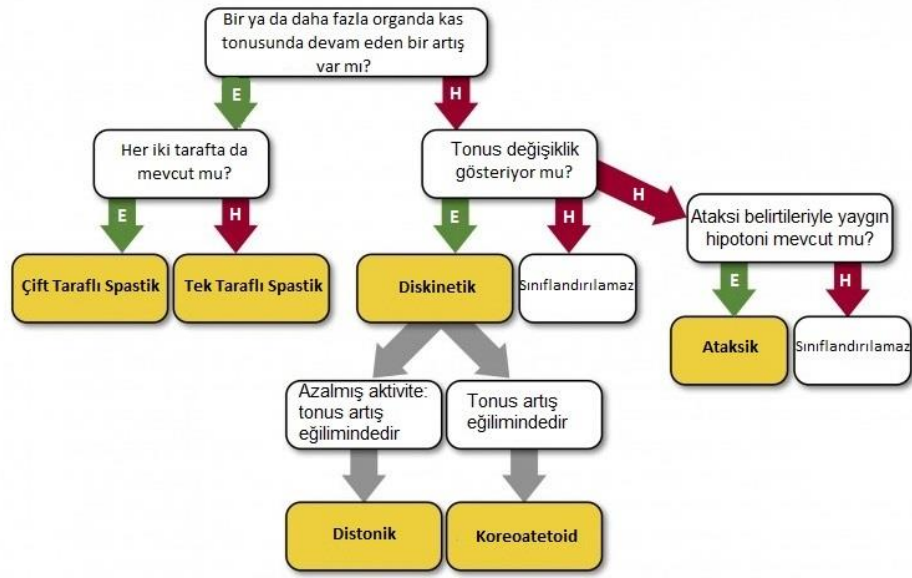 Bir ya da daha fazla organda kas
tonusunda devam eden bir artış
var mı?
E
H
Her iki tarafta da
mevcut mu?
Tonus değişiklik
gösteriyor mu?
H
Ataksi belirtileriyle yaygın
hipotoni mevcut mu?
E
H
E
H
Çift Taraflı Spastik
Tek Taraflı Spastik
Diskinetik
Sınıflandırılamaz
E
H
Ataksik
Sınıflandırılamaz
Azalmış aktivite:
tonus artış
eğilimindedir
Tonus artış
eğilimindedir
Distonik
Koreoatetoid